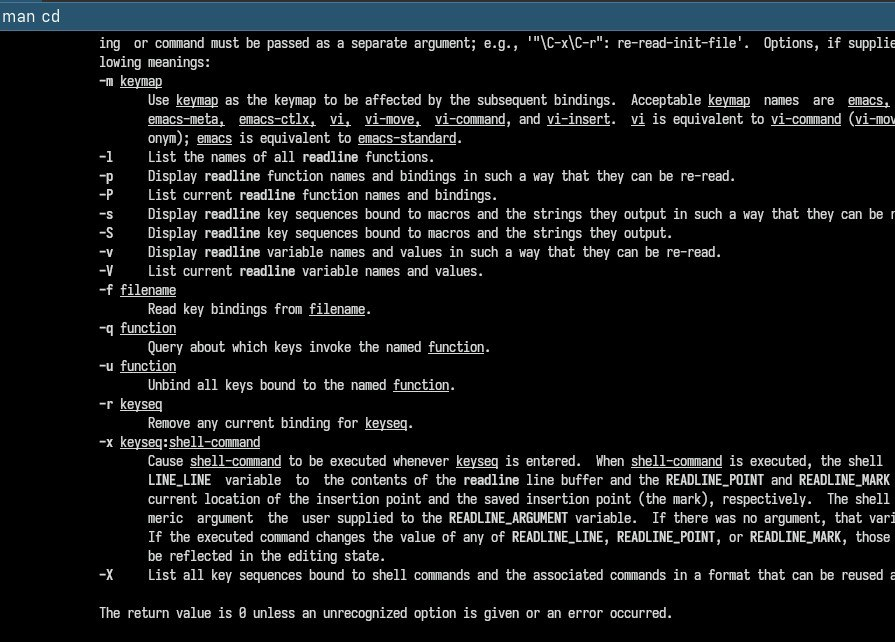 man cd
ing or command must be passed as a separate argument; e.g., '"\C-x\C-r": re-read-init-file'. Options, if supplie
lowing meanings:
-m keymap
Use keymap as the keymap to be affected by the subsequent bindings. Acceptable keymap names are emacs,
emacs-meta, emacs-ctlx, vi, vi-move, vi-command, and vi-insert. vi is equivalent to vi-command (vi-mov
onym); emacs is equivalent to emacs-standard.
-l List the names of all readline functions.
-p Display readline function names and bindings in such a way that they can be re-read.
-P List current readline function names and bindings.
-s Display readline key sequences bound to macros and the strings they output in such a way that they can be r
-S Display readline key sequences bound to macros and the strings they output.
-v Display readline variable names and values in such a way that they can be re-read.
-V List current readline variable names and values.
-f filename
Read key bindings from filename.
-q function
Query about which keys invoke the named function.
-u function
Unbind all keys bound to the named function.
-r keyseq
Remove any current binding for keyseq.
-x keyseq:shell-command
Cause shell-command to be executed whenever keyseq is entered. When shell-command is executed, the shell
LINE_LINE variable to the contents of the readline line buffer and the READLINE_POINT and READLINE_MARK
current location of the insertion point and the saved insertion point (the mark), respectively. The shell
meric argument the user supplied to the READLINE_ARGUMENT variable. If there was no argument, that vari
If the executed command changes the value of any of READLINE_LINE, READLINE_POINT, or READLINE_MARK, those
be reflected in the editing state.
-X List all key sequences bound to shell commands and the associated commands in a format that can be reused a

The return value is 0 unless an unrecognized option is given or an error occurred.